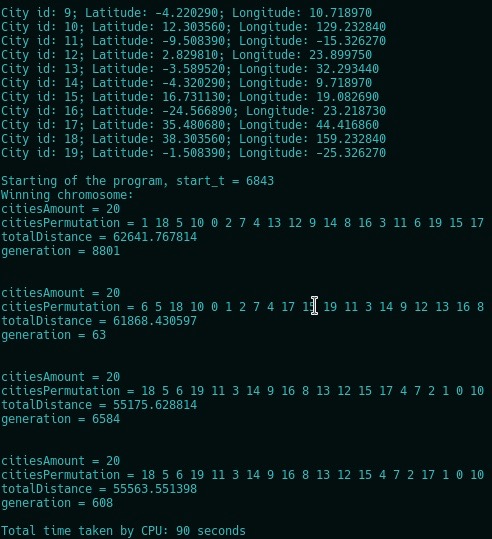 City id: 9; Latitude: -4.220290; Longitude: 10.718970
City id: 10; Latitude: 12.303560; Longitude: 129.232840
City id: 11; Latitude: -9.508390; Longitude: -15.326270
City id: 12; Latitude: 2.829810; Longitude: 23.899750
City id: 13; Latitude: -3.589520; Longitude: 32.293440
City id: 14; Latitude: -4.320290; Longitude: 9.718970
City id: 15; Latitude: 16.731130; Longitude: 19.082690
City id: 16; Latitude: -24.566890; Longitude: 23.218730
City id: 17; Latitude: 35.480680; Longitude: 44.416860
City id: 18; Latitude: 38.303560; Longitude: 159.232840
City id: 19; Latitude: -1.508390; Longitude: -25.326270
Starting of the program, start_t = 6843
Winning chromosome:
citiesAmount = 20
citiesPermutation = 1 18 5 10 0 2 7 4 13 12 9 14 8 16 3 11 6 19 15 17
totalDistance = 62641.767814
generation = 8801
citiesAmount = 20
citiesPermutation = 6 5 18 10 0 1 2 7 4 17 15 19 11 3 14 9 12 13 16 8
totalDistance = 61868.430597
generation = 63
citiesAmount = 20
citiesPermutation = 18 5 6 19 11 3 14 9 16 8 13 12 15 17 4 7 2 1 0 10
totalDistance = 55175.628814
generation = 6584
citiesAmount = 20
citiesPermutation = 18 5 6 19 11 3 14 9 16 8 13 12 15 4 7 2 17 1 0 10
totalDistance = 55563.551398
generation = 608
Total time taken by CPU: 90 seconds